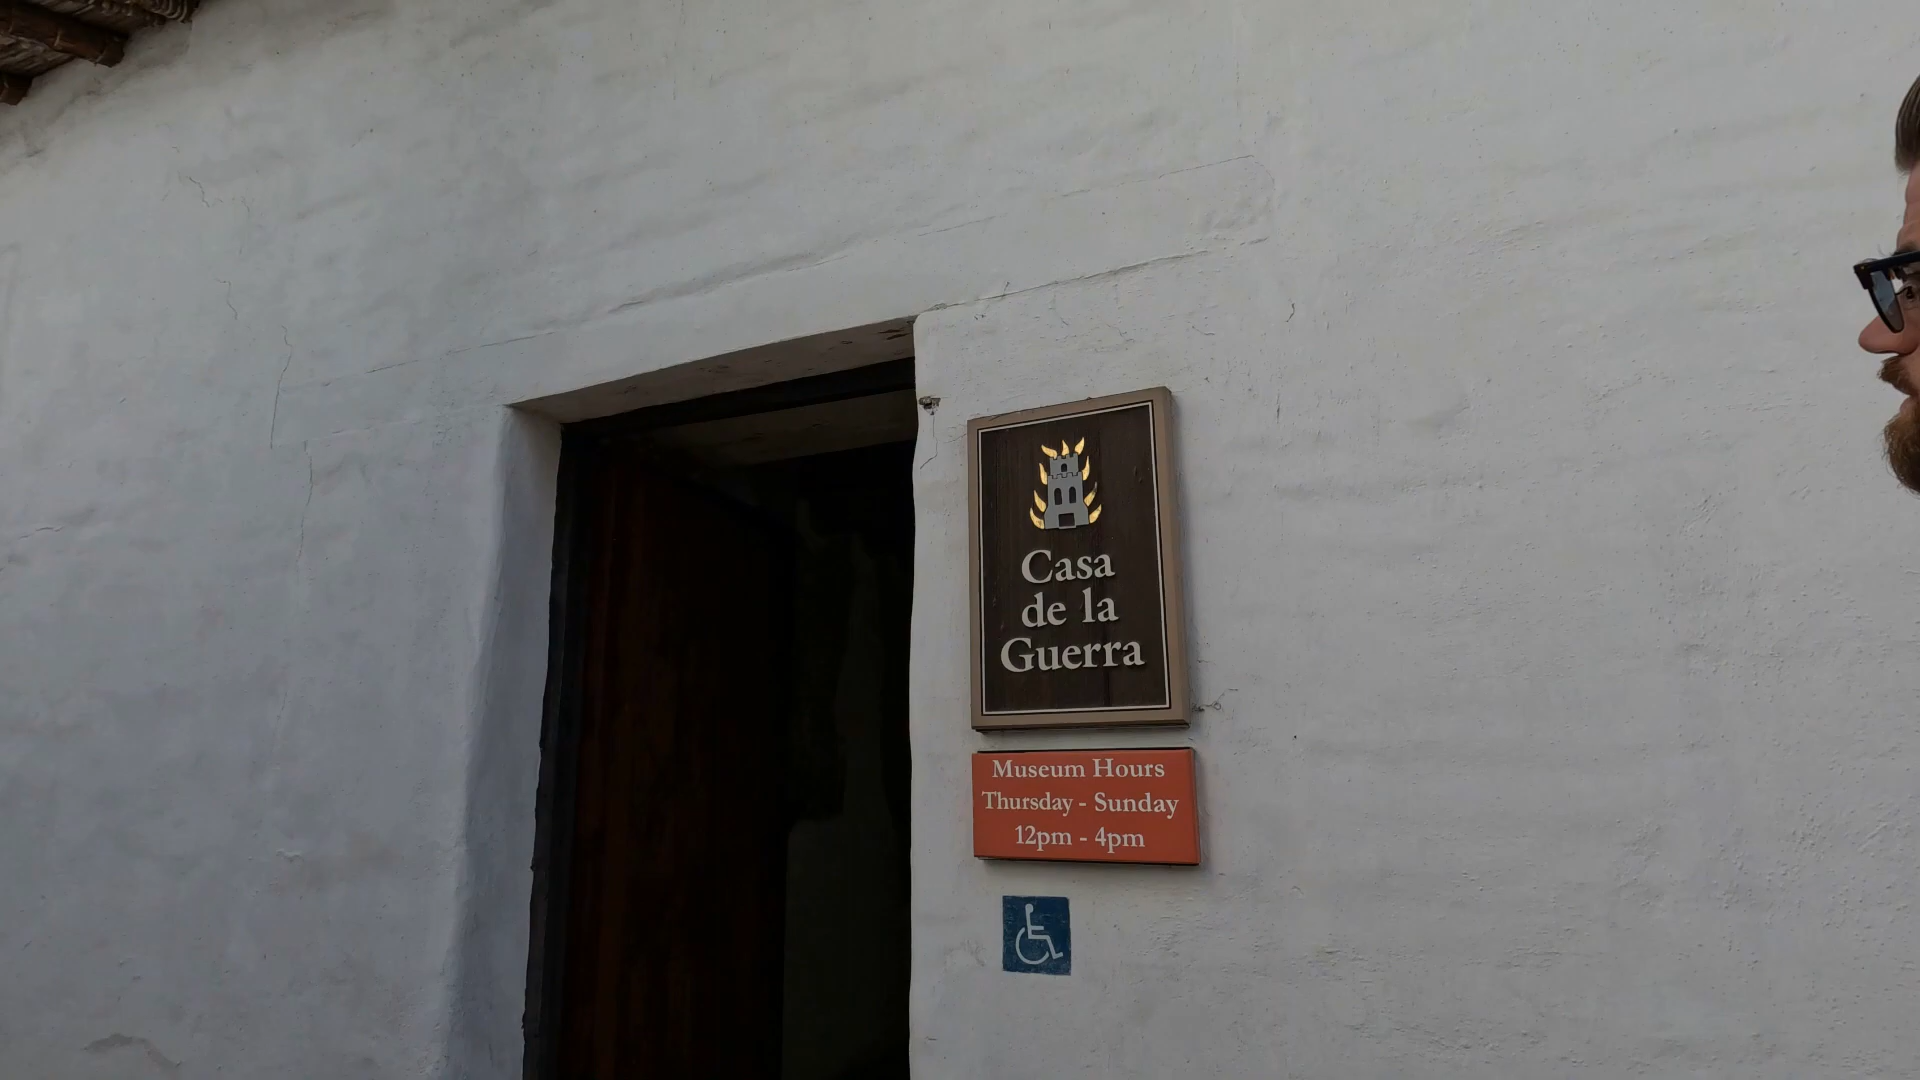 Casa
de la
Guerra
Museum Hours
Thursday - Sunday
12pm - 4pm